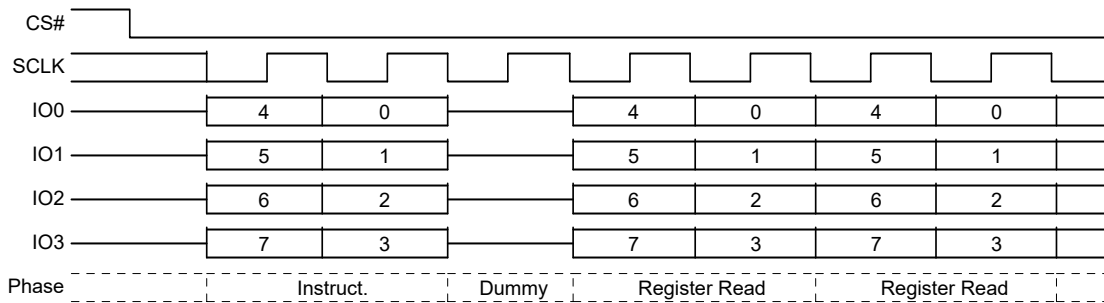 CS#
SCLK
IO0 4 0 4 0 4 0
IO1 5 1 5 1 5 1
IO2 6 2 6 2 6 2
IO3 7 3 7 3 7 3
Phase Instruct. Dummy Register Read Register Read